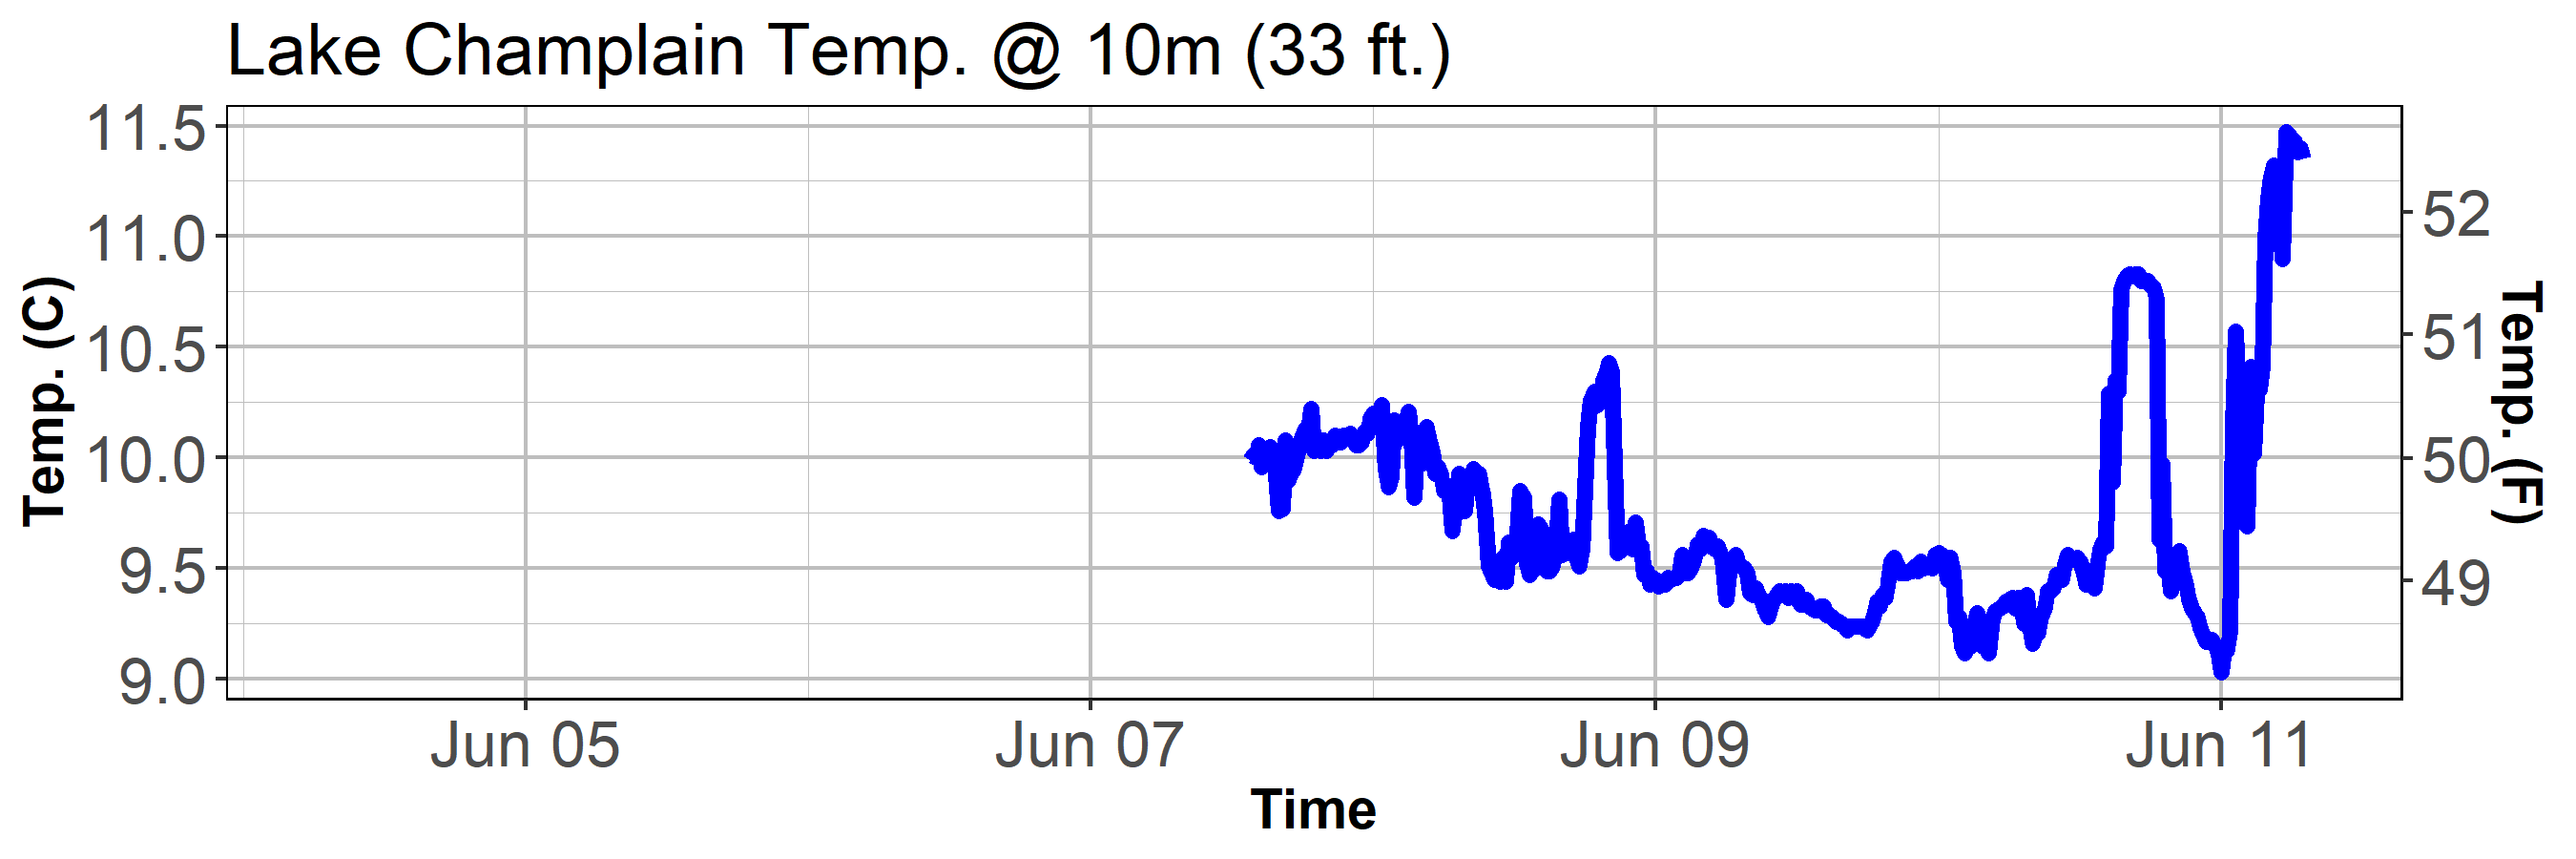 Lake Champlain Temp. @ 10m (33 ft.)
11.5
11.0
10.5
10.0
9.5
9.0
Temp. (C)
52
51
50
49
Temp. (F)
Jun 05
Jun 07
Jun 09
Jun 11
Time